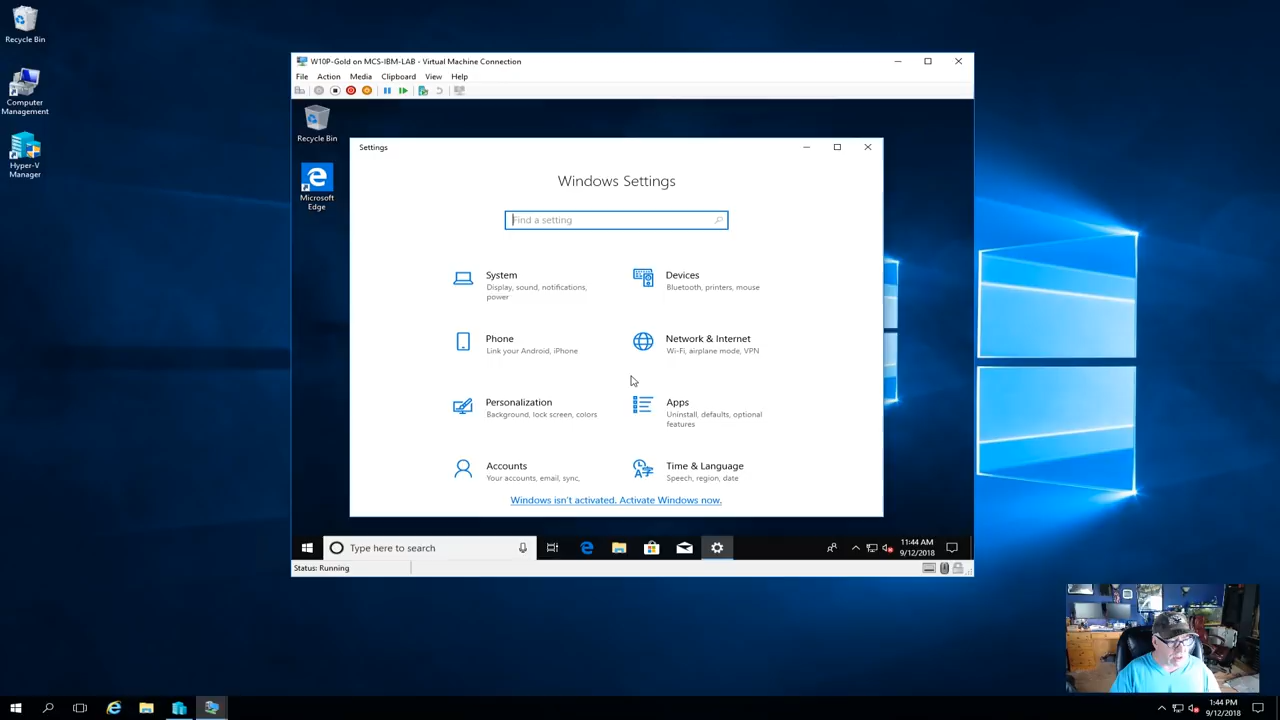 Recycle Bin
Computer
Management
Hyper-V
Manager
W10P-Gold on MCS-IBM-LAB - Virtual Machine Connection
File Action Media Clipboard View Help
Recycle Bin
Microsoft
Edge
Settings
Windows Settings
Find a setting
System
Display, sound, notifications,
power
Devices
Bluetooth, printers, mouse
Phone
Link your Android, iPhone
Network & Internet
Wi-Fi, airplane mode, VPN
Personalization
Background, lock screen, colors
Apps
Uninstall, defaults, optional
features
Accounts
Your accounts, email, sync,
Time & Language
Speech, region, date
Windows isn't activated. Activate Windows now.
Type here to search
11:44 AM
9/12/2018
Status: Running
1:44 PM
9/12/2018